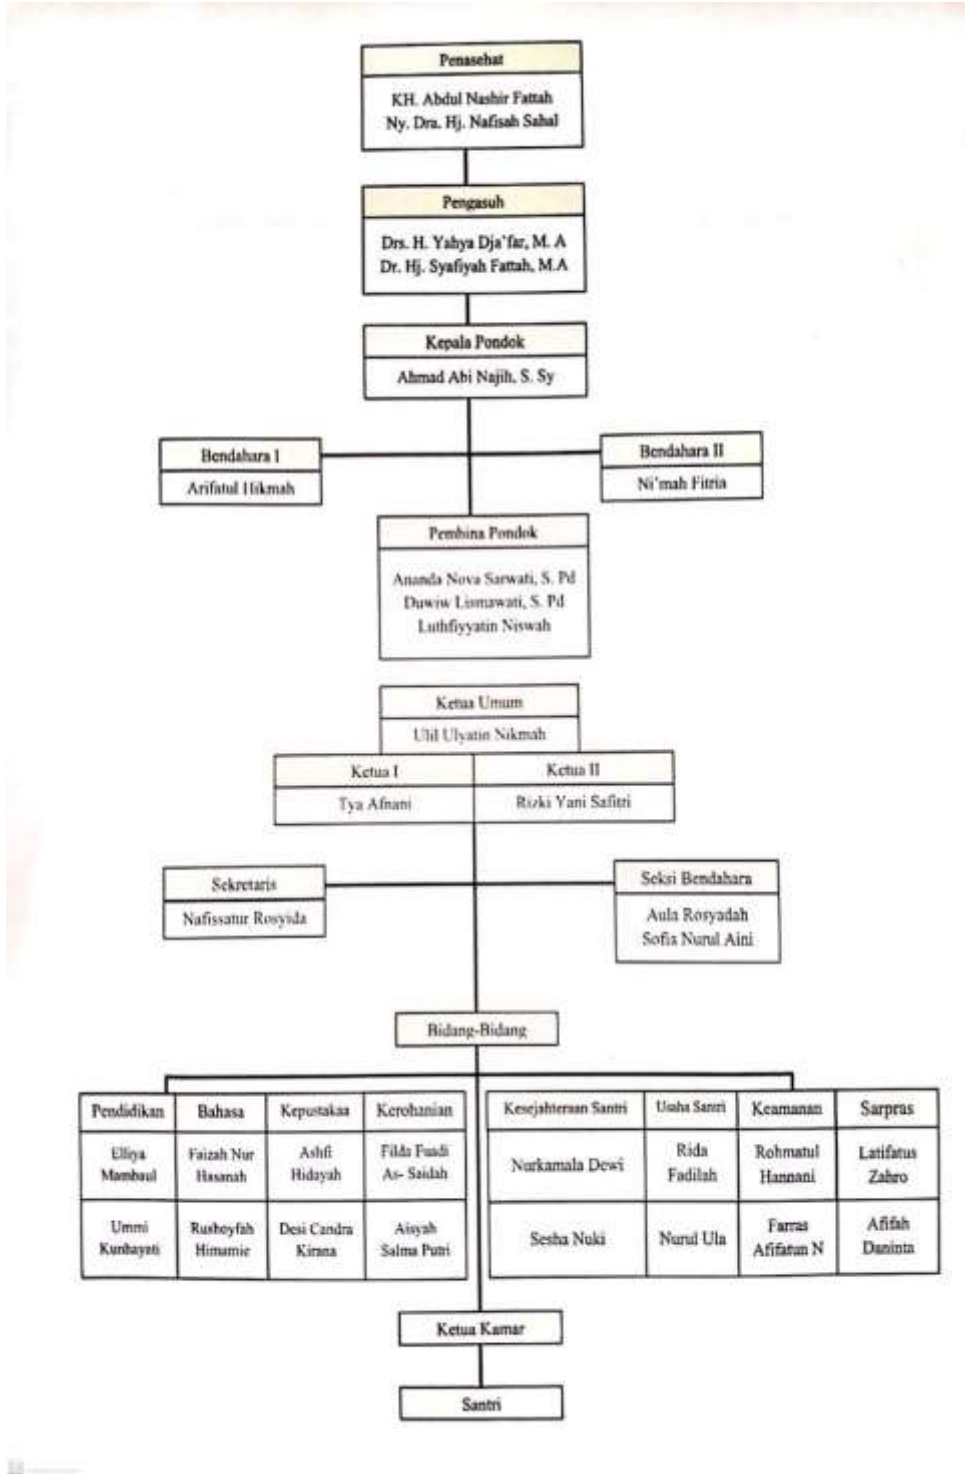 Penasehat
KH. Abdul Nashir Fattah
Ny. Dra. Hj. Nafisah Sahal
Pengasuh
Drs. H. Yahya Dja'far, M. A
Dr. Hj. Syafiyah Fattah, M.A
Kepala Pondok
Ahmad Abi Najih, S. Sy
Bendahara I
Arifatul Hikmah
Bendahara II
Ni'mah Fitria
Pembina Pondok
Ananda Nova Sarwati, S. Pd
Duwiw Lismawati, S. Pd
Luthfiyyatin Niswah
Ketua Umum
Ulil Ulyatin Nikmah
Ketua I
Ketua II
Tya Afnani
Rizki Yani Safitri
Sekretaris
Nafissatur Rosyida
Seksi Bendahara
Aula Rosyadah
Sofia Nurul Aini
Bidang-Bidang
Pendidikan Bahasa Kepustakaa Kerohanian Kesejahteraan Santri Usaha Santri Keamanan Sarpras
Elliya
Mambaul
Faizah Nur
Hasanah
Ashfi
Hidayah
Filda Fuadi
As- Saidah
Nurkamala Dewi
Rida
Fadilah
Rohmatul
Hannani
Latifatus
Zahro
Ummi
Kunhayati
Rushoyfah
Himamie
Desi Candra
Kirana
Aisyah
Salma Putri
Sesha Nuki
Nurul Ula
Farras
Afifatun N
Afifah
Daninta
Ketua Kamar
Santri